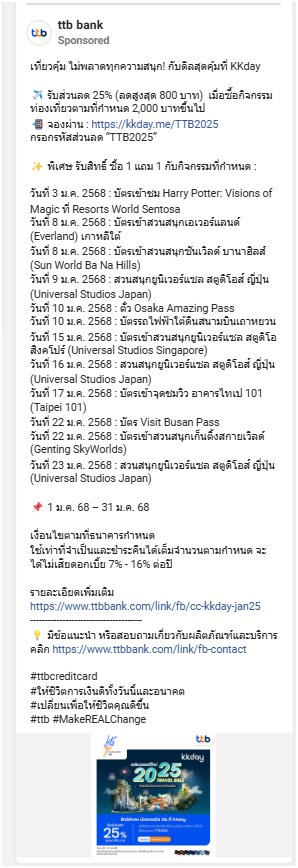 ttb bank
Sponsored
เที่ยวคุ้ม ไม่พลาดทุกความสนุก! กับดีลสุดคุ้มที่ KKday
✈️ รับส่วนลด 25% (ลดสูงสุด 800 บาท) เมื่อซื้อกิจกรรม
ท่องเที่ยวตามที่กำหนด 2,000 บาทขึ้นไป
📲 จองผ่าน : https://kkday.me/TTB2025
กรอกรหัสส่วนลด "TTB2025"
✨ พิเศษ รับสิทธิ์ ซื้อ 1 แถม 1 กับกิจกรรมที่กำหนด :
วันที่ 3 ม.ค. 2568 : บัตรเข้าชม Harry Potter: Visions of
Magic ที่ Resorts World Sentosa
วันที่ 8 ม.ค. 2568 : บัตรเข้าสวนสนุกเอเวอร์แลนด์
(Everland) เกาหลีใต้
วันที่ 8 ม.ค. 2568 : บัตรเข้าสวนสนุกซันเวิลด์ บานาฮิลส์
(Sun World Ba Na Hills)
วันที่ 9 ม.ค. 2568 : สวนสนุกยูนิเวอร์แซล สตูดิโอส์ ญี่ปุ่น
(Universal Studios Japan)
วันที่ 10 ม.ค. 2568 : ตั๋ว Osaka Amazing Pass
วันที่ 10 ม.ค. 2568 : บัตรรถไฟฟ้าใต้ดินสนามบินเถาหยวน
วันที่ 15 ม.ค. 2568 : บัตรเข้าสวนสนุกยูนิเวอร์แซล สตูดิโอ
สิงคโปร์ (Universal Studios Singapore)
วันที่ 16 ม.ค. 2568 : สวนสนุกยูนิเวอร์แซล สตูดิโอส์ ญี่ปุ่น
(Universal Studios Japan)
วันที่ 17 ม.ค. 2568 : บัตรเข้าจุดชมวิว อาคารไทเป 101
(Taipei 101)
วันที่ 22 ม.ค. 2568 : บัตร Visit Busan Pass
วันที่ 22 ม.ค. 2568 : บัตรเข้าสวนสนุกเก็นติ้งสกายเวิลด์
(Genting SkyWorlds)
วันที่ 23 ม.ค. 2568 : สวนสนุกยูนิเวอร์แซล สตูดิโอส์ ญี่ปุ่น
(Universal Studios Japan)
📌 1 ม.ค. 68 – 31 ม.ค. 68
เงื่อนไขตามที่ธนาคารกำหนด
ใช้เท่าที่จำเป็นและชำระคืนได้เต็มจำนวนตามกำหนด จะ
ได้ไม่เสียดอกเบี้ย 7% - 16% ต่อปี
รายละเอียดเพิ่มเติม
https://www.ttbbank.com/link/fb/cc-kkday-jan25
----------------------------------------
💡 มีข้อแนะนำ หรือสอบถามเกี่ยวกับผลิตภัณฑ์และบริการ
คลิก https://www.ttbbank.com/link/fb-contact
#ttbcreditcard
#ให้ชีวิตการเงินดีทั้งวันนี้และอนาคต
#เปลี่ยนเพื่อให้ชีวิตคุณดีขึ้น
#ttb #MakeREALChange
ttb
kkday
2025
TRAVEL SALE
25%